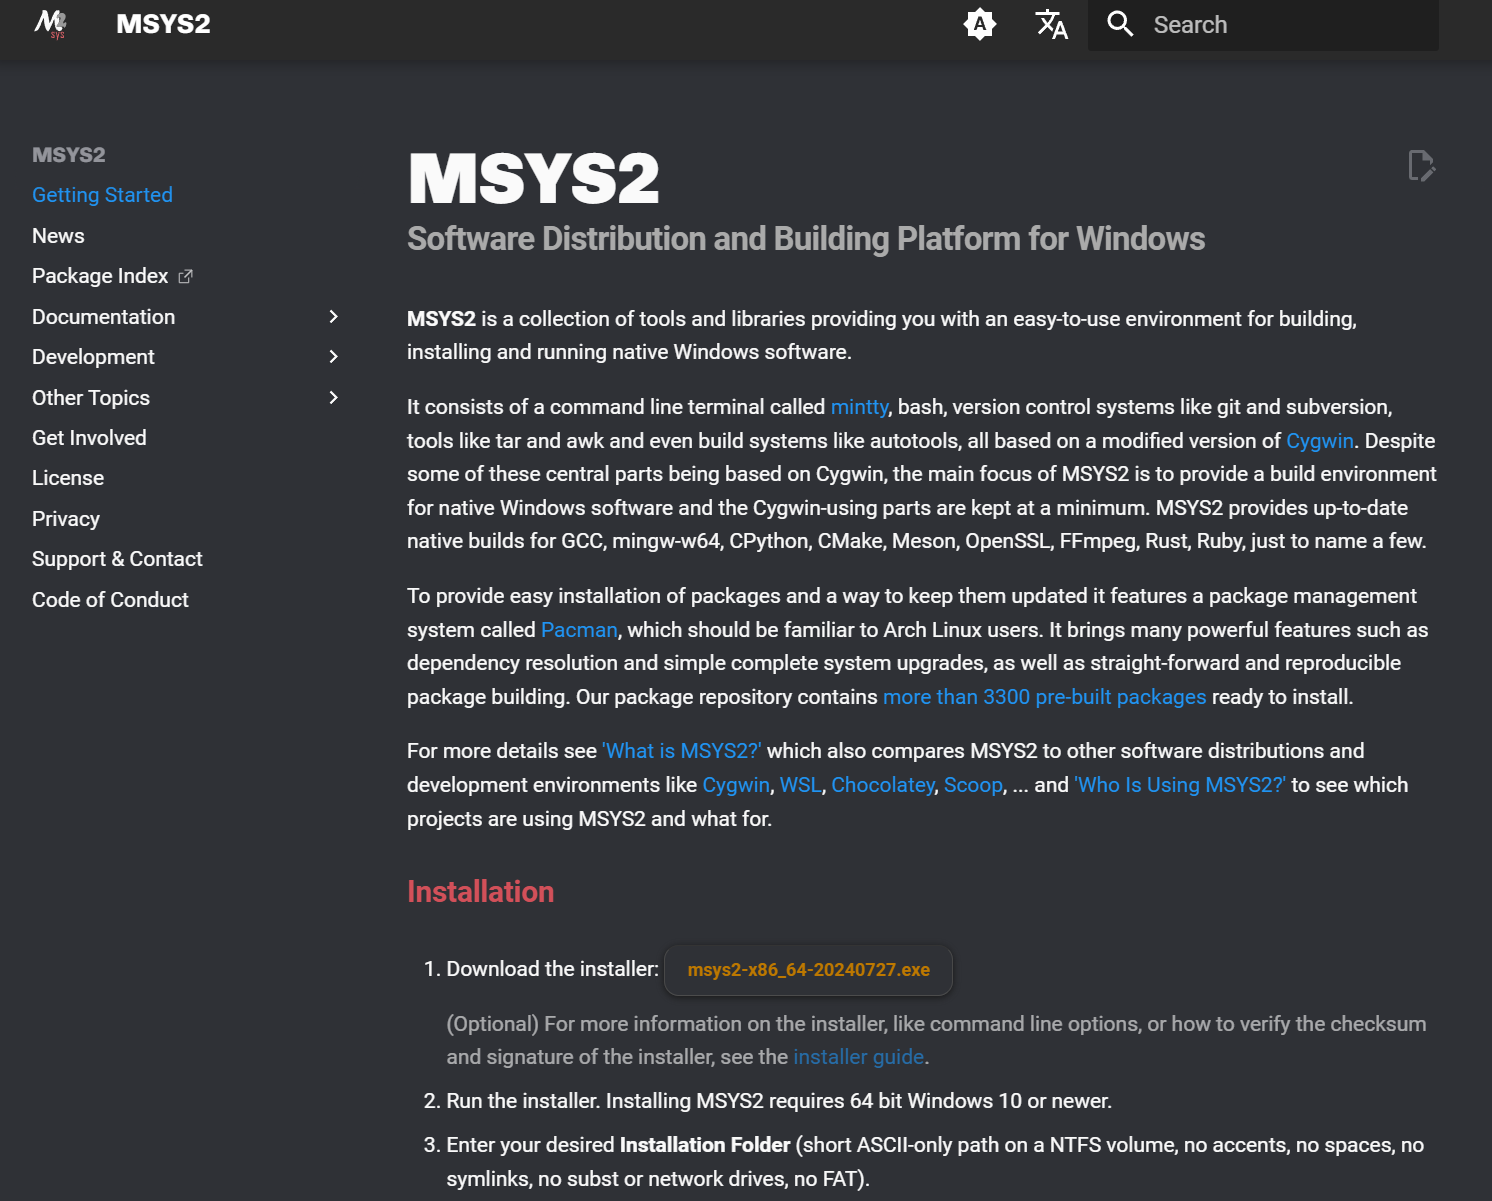 M2
sys
MSYS2
A
Search
MSYS2
Getting Started
News
Package Index
Documentation
Development
Other Topics
Get Involved
License
Privacy
Support & Contact
Code of Conduct
MSYS2
Software Distribution and Building Platform for Windows
MSYS2 is a collection of tools and libraries providing you with an easy-to-use environment for building,
installing and running native Windows software.
It consists of a command line terminal called mintty, bash, version control systems like git and subversion,
tools like tar and awk and even build systems like autotools, all based on a modified version of Cygwin. Despite
some of these central parts being based on Cygwin, the main focus of MSYS2 is to provide a build environment
for native Windows software and the Cygwin-using parts are kept at a minimum. MSYS2 provides up-to-date
native builds for GCC, mingw-w64, CPython, CMake, Meson, OpenSSL, FFmpeg, Rust, Ruby, just to name a few.
To provide easy installation of packages and a way to keep them updated it features a package management
system called Pacman, which should be familiar to Arch Linux users. It brings many powerful features such as
dependency resolution and simple complete system upgrades, as well as straight-forward and reproducible
package building. Our package repository contains more than 3300 pre-built packages ready to install.
For more details see 'What is MSYS2?' which also compares MSYS2 to other software distributions and
development environments like Cygwin, WSL, Chocolatey, Scoop, ... and 'Who Is Using MSYS2?' to see which
projects are using MSYS2 and what for.
Installation
1. Download the installer: msys2-x86_64-20240727.exe
(Optional) For more information on the installer, like command line options, or how to verify the checksum
and signature of the installer, see the installer guide.
2. Run the installer. Installing MSYS2 requires 64 bit Windows 10 or newer.
3. Enter your desired Installation Folder (short ASCII-only path on a NTFS volume, no accents, no spaces, no
symlinks, no subst or network drives, no FAT).